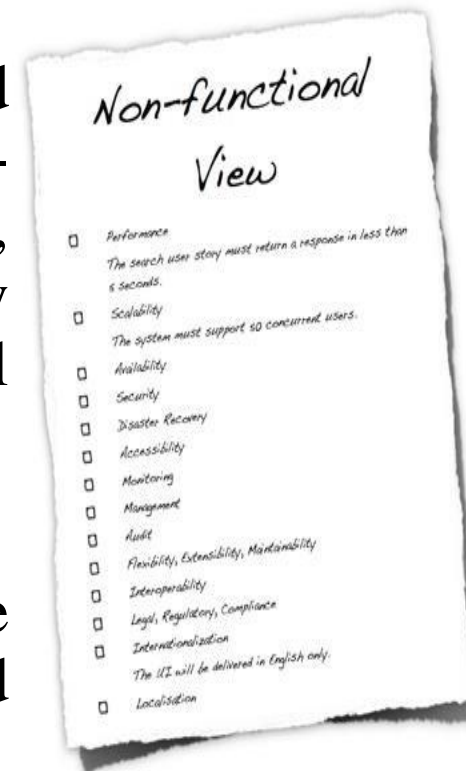 d
-
,
y
l
e
d
Non-functional
View
Performance
The search user story must return a response in less than
5 seconds.
Scalability
The system must support 50 concurrent users.
Availability
Security
Disaster Recovery
Accessibility
Monitoring
Management
Audit
Flexibility, Extensibility, Maintainability
Interoperability
Legal, Regulatory, Compliance
Internationalization
The UI will be delivered in English only.
Localisation